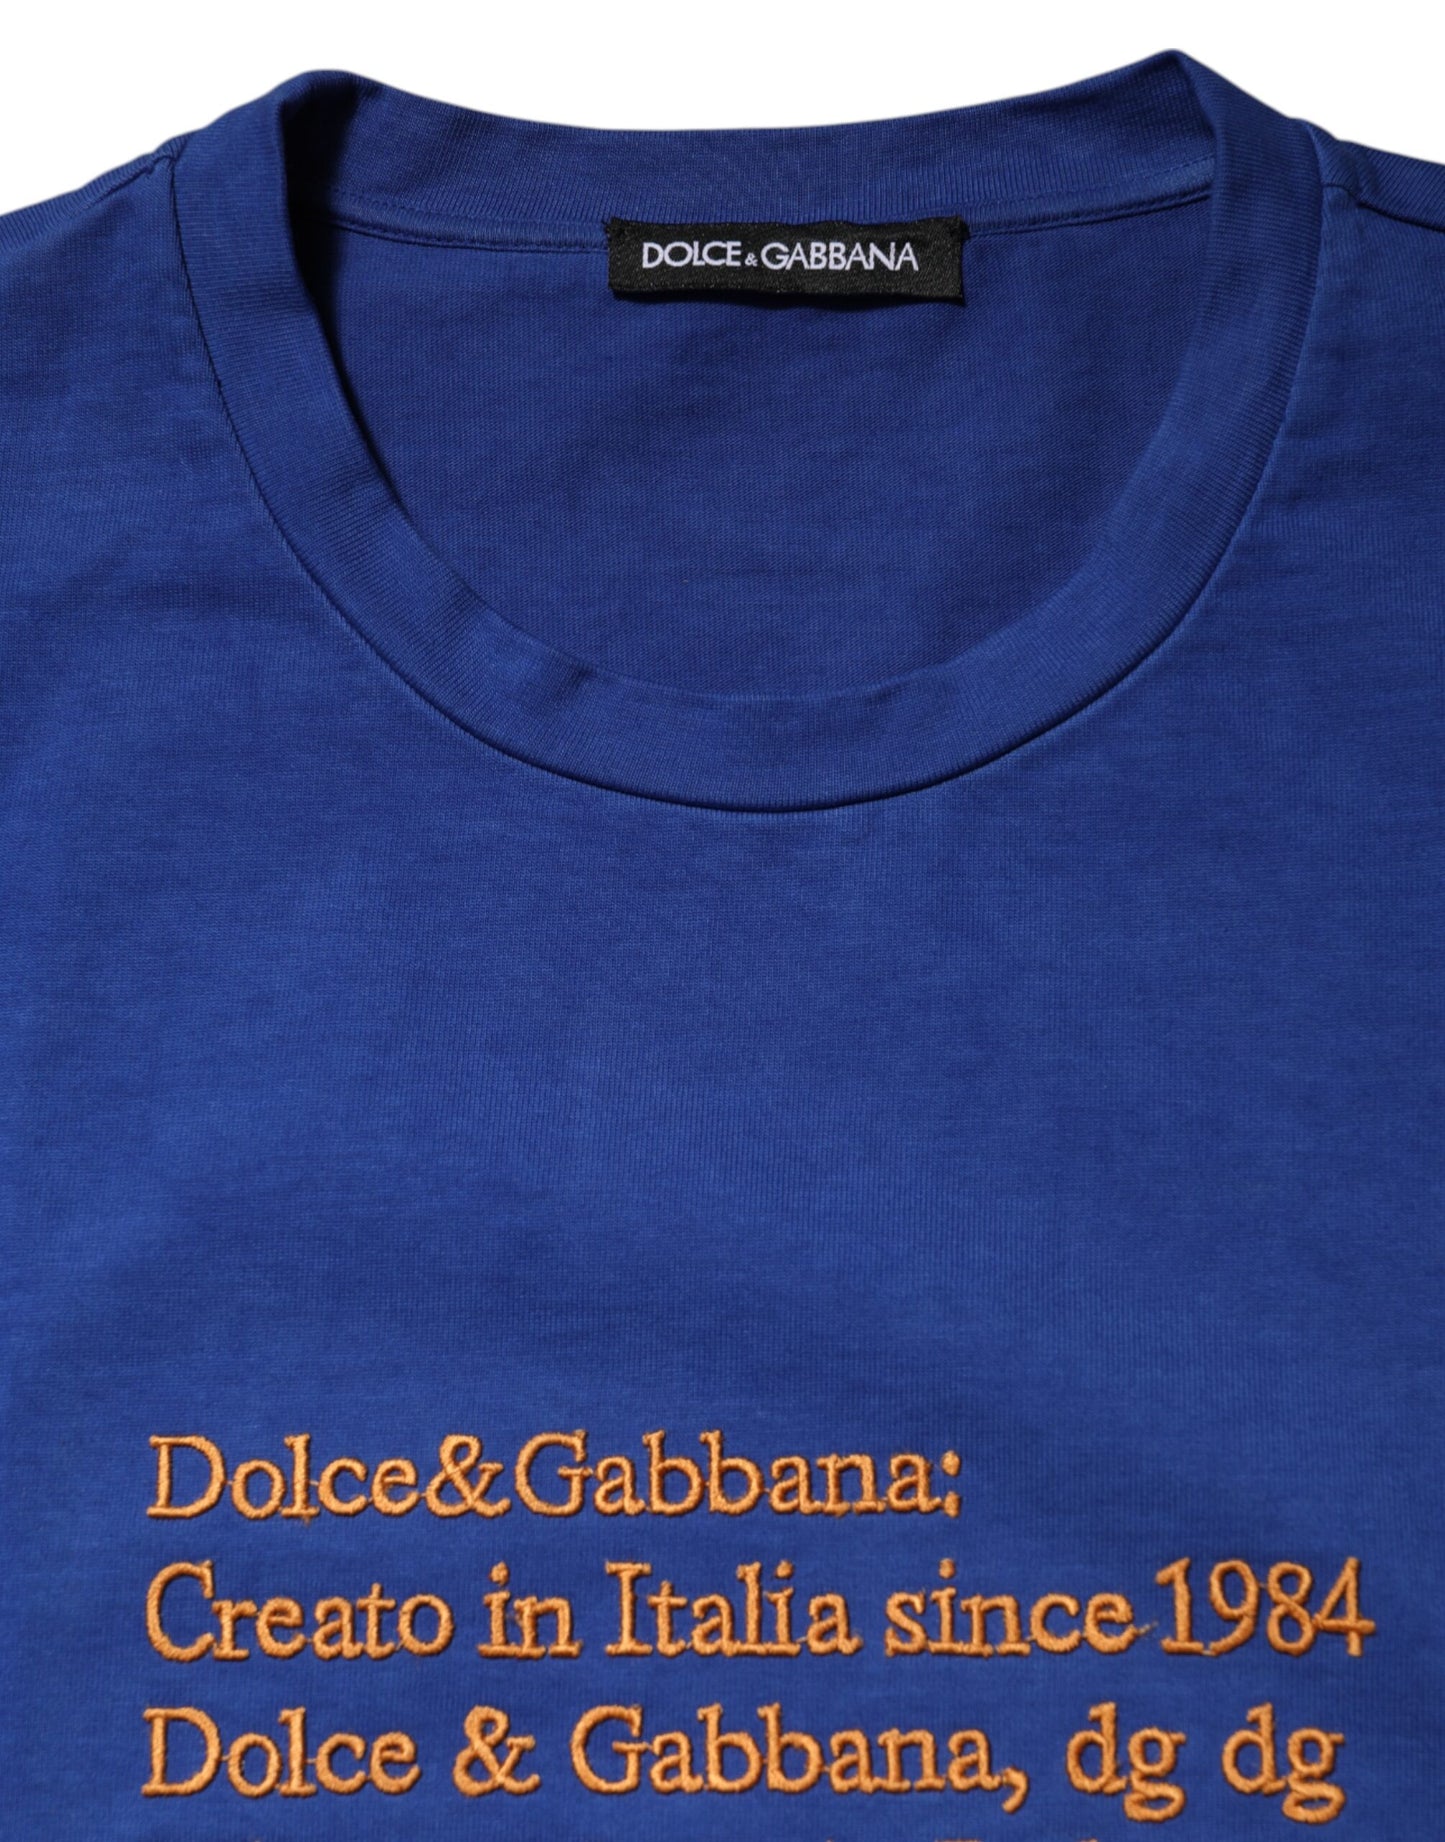 DOLCE & GABBANA
Dolce&Gabbana:
Creato in Italia since 1984
Dolce & Gabbana, dg dg